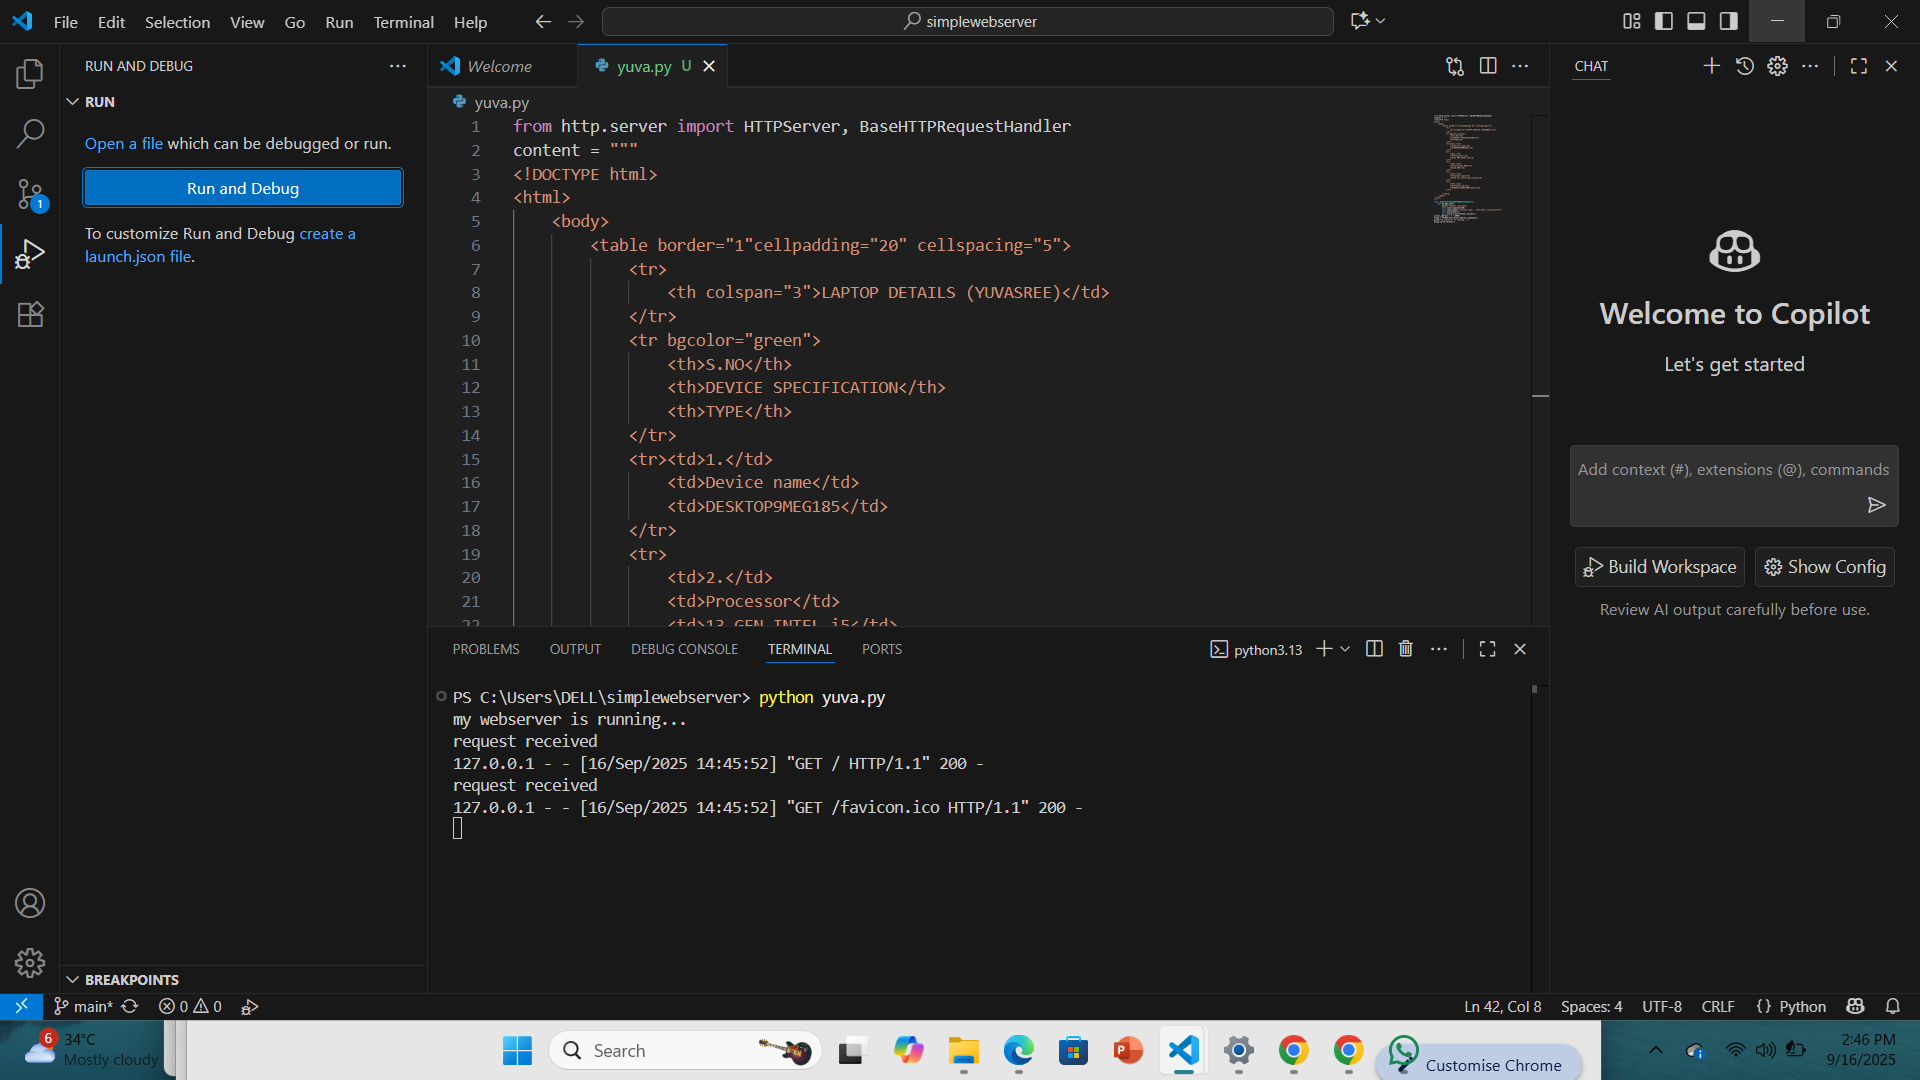 File Edit Selection View Go Run Terminal Help
simplewebserver
RUN AND DEBUG
RUN
Open a file which can be debugged or run.
Run and Debug
To customize Run and Debug create a
launch.json file.
BREAKPOINTS
Welcome
yuva.py U
yuva.py
1 from http.server import HTTPServer, BaseHTTPRequestHandler
2 content = """
3 <!DOCTYPE html>
4 <html>
5 <body>
6 <table border="1"cellpadding="20" cellspacing="5">
7 <tr>
8 <th colspan="3">LAPTOP DETAILS (YUVASREE)</td>
9 </tr>
10 <tr bgcolor="green">
11 <th>S.NO</th>
12 <th>DEVICE SPECIFICATION</th>
13 <th>TYPE</th>
14 </tr>
15 <tr><td>1.</td>
16 <td>Device name</td>
17 <td>DESKTOP9MEG185</td>
18 </tr>
19 <tr>
20 <td>2.</td>
21 <td>Processor</td>
22 <td>13 GEN INTEL i5</td>
PROBLEMS OUTPUT DEBUG CONSOLE TERMINAL PORTS
python3.13
PS C:\Users\DELL\simplewebserver> python yuva.py
my webserver is running...
request received
127.0.0.1 - - [16/Sep/2025 14:45:52] "GET / HTTP/1.1" 200 -
request received
127.0.0.1 - - [16/Sep/2025 14:45:52] "GET /favicon.ico HTTP/1.1" 200 -
CHAT
Welcome to Copilot
Let's get started
Add context (#), extensions (@), commands
Build Workspace
Show Config
Review AI output carefully before use.
1
main* 0 0
Ln 42, Col 8 Spaces: 4 UTF-8 CRLF {} Python
6
34°C
Mostly cloudy
Search
Customise Chrome
2:46 PM
9/16/2025